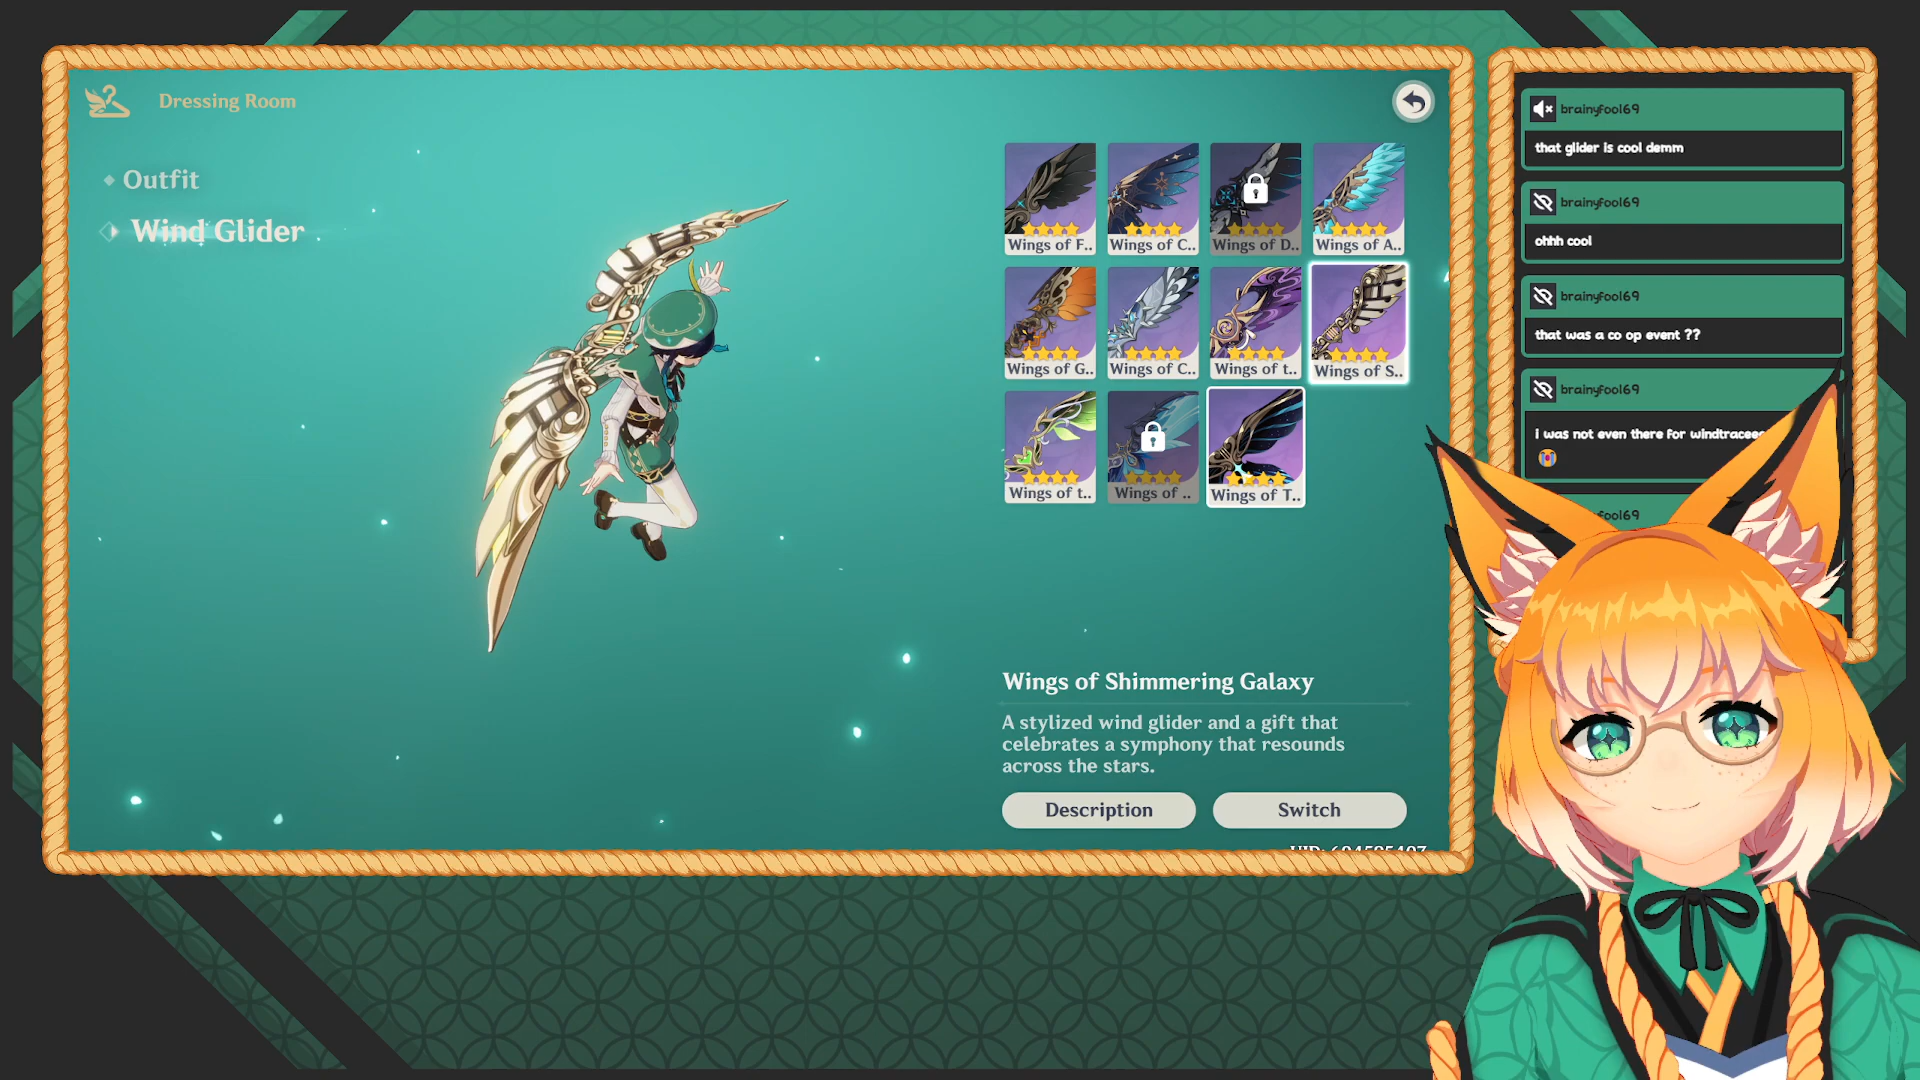 Dressing Room
Outfit
Wind Glider
Wings of F..
Wings of C..
Wings of D..
Wings of A..
Wings of G..
Wings of C..
Wings of t..
Wings of S..
Wings of t..
Wings of ..
Wings of T..
Wings of Shimmering Galaxy
A stylized wind glider and a gift that
celebrates a symphony that resounds
across the stars.
Description
Switch
brainyfool69
that glider is cool demm
brainyfool69
ohhh cool
brainyfool69
that was a co op event ??
brainyfool69
i was not even there for windtracee
fool69